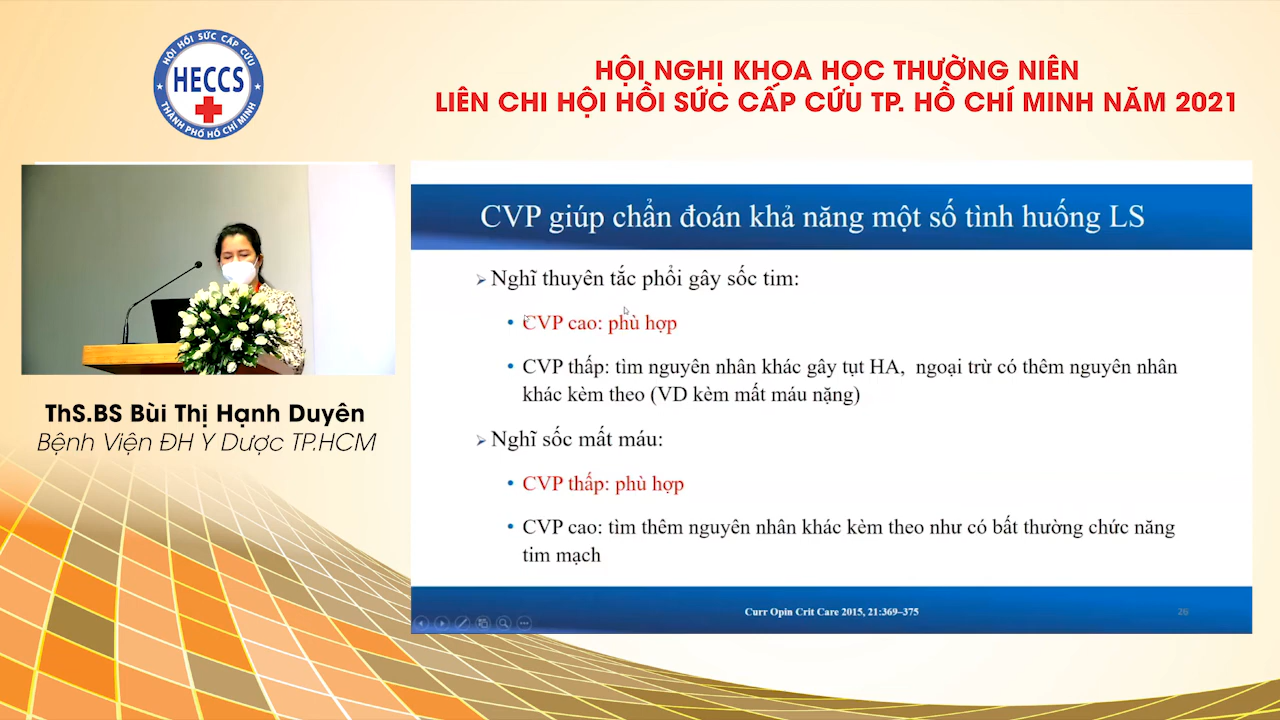 HỘI HỒI SỨC CẤP CỨU
HECCS
THÀNH PHỐ HỒ CHÍ MINH
HỘI NGHỊ KHOA HỌC THƯỜNG NIÊN
LIÊN CHI HỘI HỒI SỨC CẤP CỨU TP. HỒ CHÍ MINH NĂM 2021
ThS.BS Bùi Thị Hạnh Duyên
Bệnh Viện ĐH Y Dược TP.HCM
CVP giúp chẩn đoán khả năng một số tình huống LS
Nghĩ thuyên tắc phổi gây sốc tim:
• CVP cao: phù hợp
• CVP thấp: tìm nguyên nhân khác gây tụt HA, ngoại trừ có thêm nguyên nhân
khác kèm theo (VD kèm mất máu nặng)
Nghĩ sốc mất máu:
• CVP thấp: phù hợp
• CVP cao: tìm thêm nguyên nhân khác kèm theo như có bất thường chức năng
tim mạch
Curr Opin Crit Care 2015, 21:369–375
26